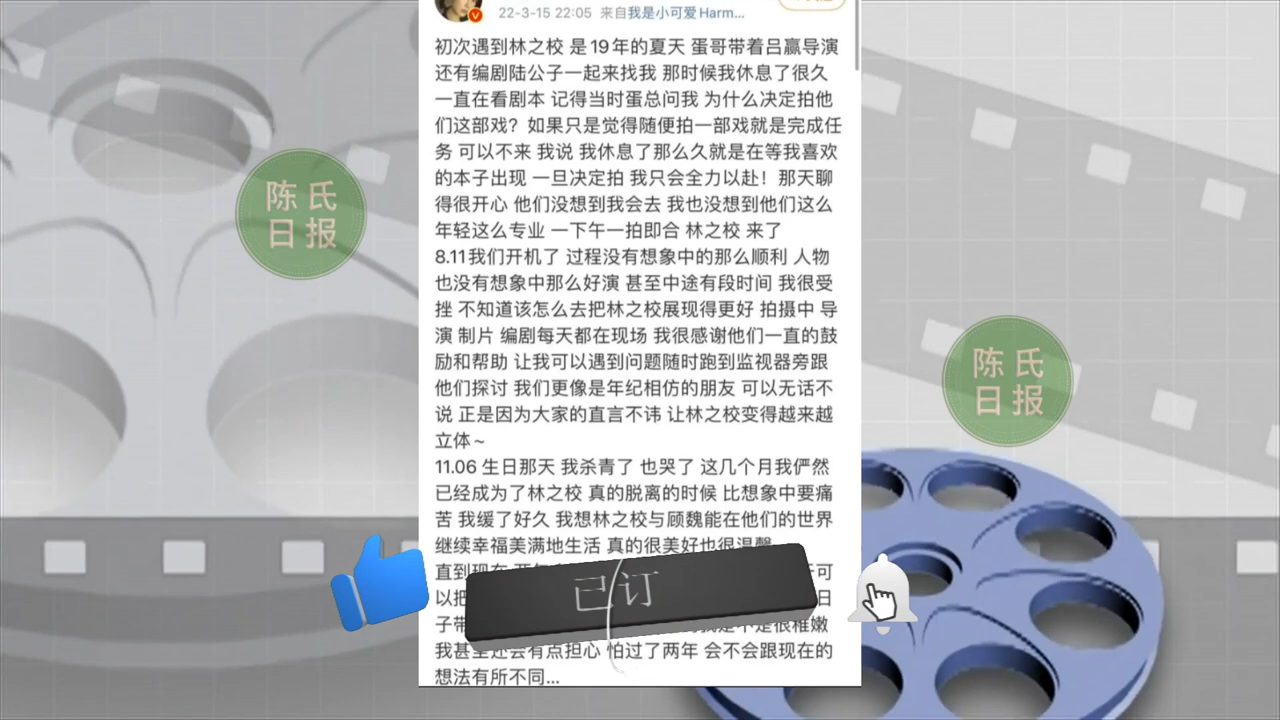 22-3-15 22:05 来自我是小可爱Harm...
初次遇到林之校 是19年的夏天 蛋哥带着吕赢导演
还有编剧陆公子一起来找我 那时候我休息了很久
一直在看剧本 记得当时蛋总问我 为什么决定拍他
们这部戏？如果只是觉得随便拍一部戏就是完成任
务 可以不来 我说 我休息了那么久就是在等我喜欢
的本子出现 一旦决定拍 我只会全力以赴！那天聊
得很开心 他们没想到我会去 我也没想到他们这么
年轻这么专业 一下午一拍即合 林之校 来了
8.11我们开机了 过程没有想象中的那么顺利 人物
也没有想象中那么好演 甚至中途有段时间 我很受
挫 不知道该怎么去把林之校展现得更好 拍摄中 导
演 制片 编剧每天都在现场 我很感谢他们一直的鼓
励和帮助 让我可以遇到问题随时跑到监视器旁跟
他们探讨 我们更像是年纪相仿的朋友 可以无话不
说 正是因为大家的直言不讳 让林之校变得越来越
立体~
11.06 生日那天 我杀青了 也哭了 这几个月我俨然
已经成为了林之校 真的脱离的时候 比想象中要痛
苦 我缓了好久 我想林之校与顾魏能在他们的世界
继续幸福美满地生活 真的很美好也很温馨
直到现在 两年 可
以把 日
子带 是不是很稚嫩
我甚至还会有点担心 怕过了两年 会不会跟现在的
想法有所不同...
已订
陈氏
日报
陈氏
日报